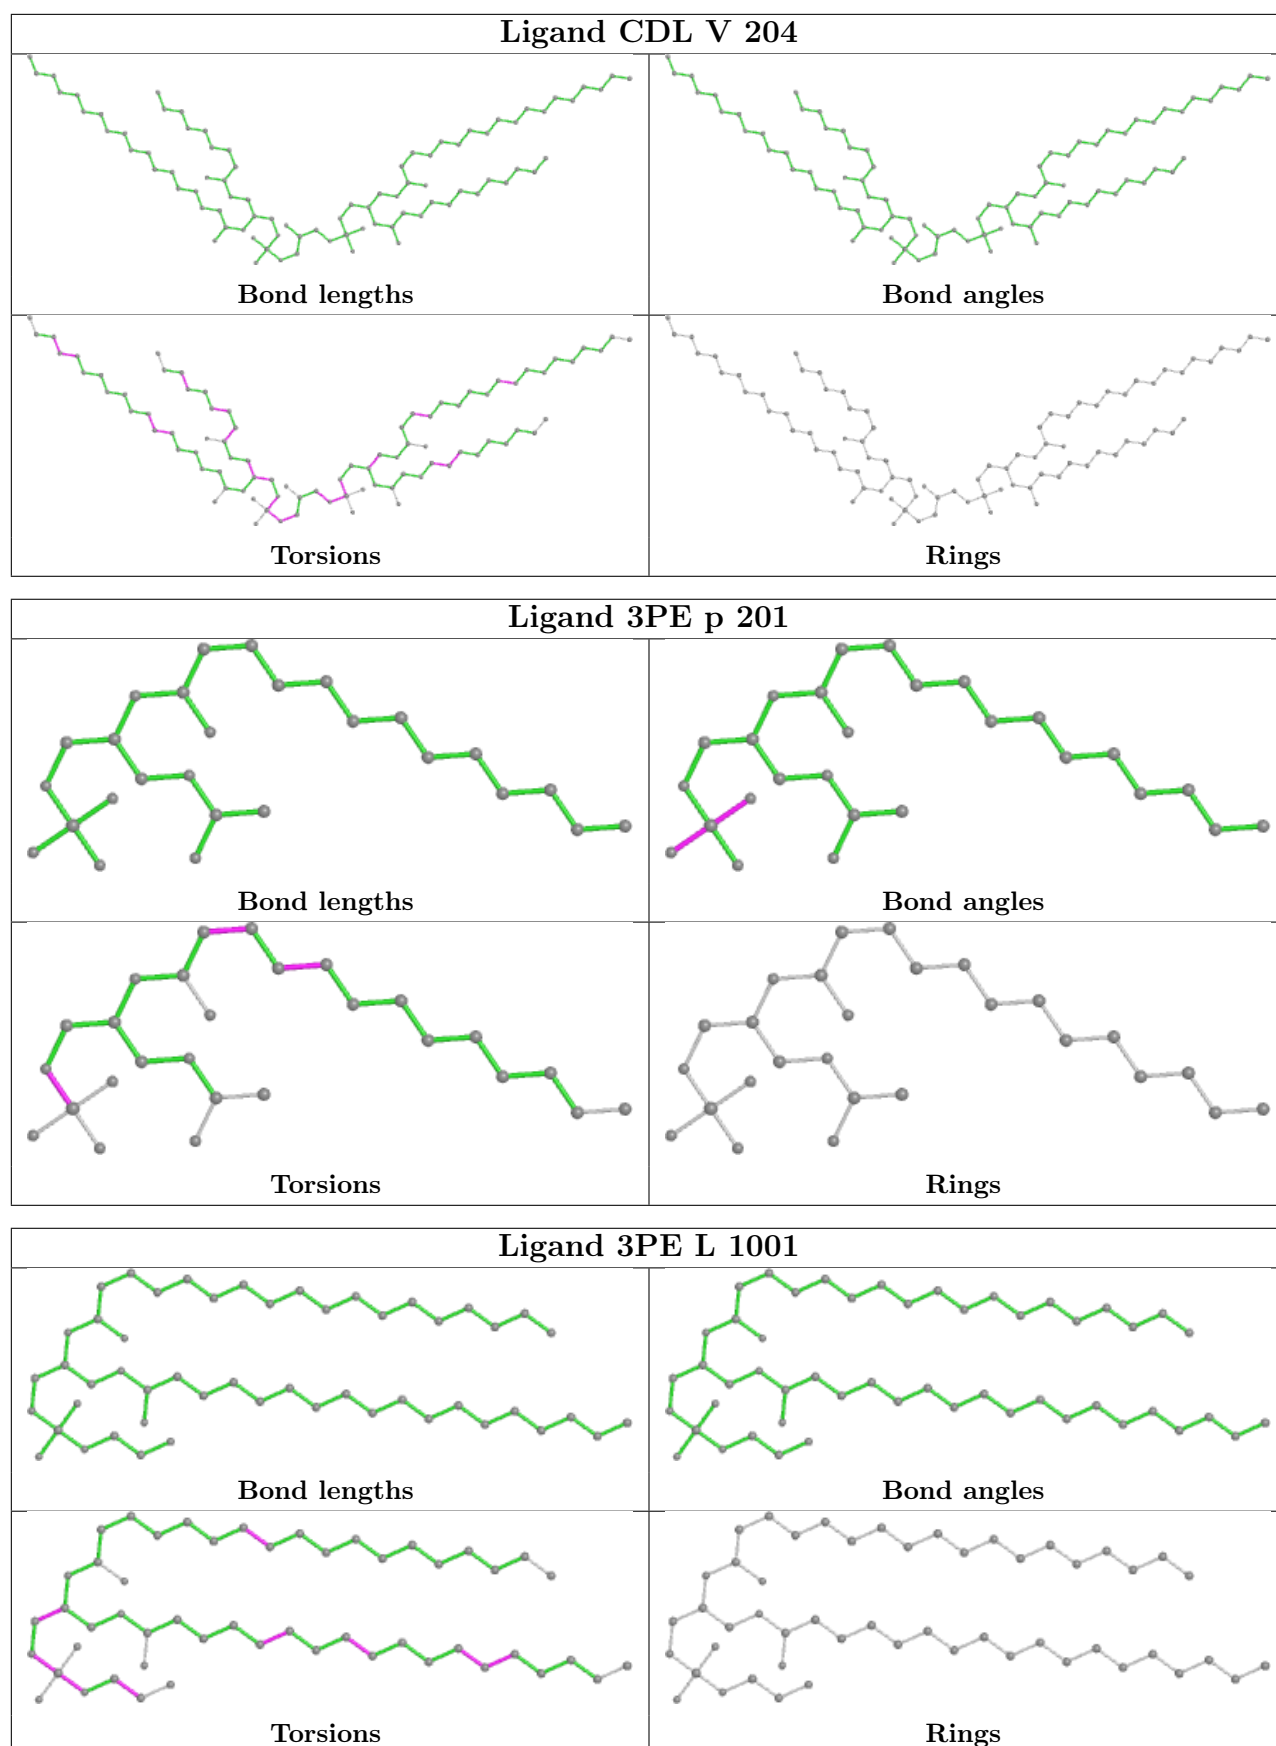 Ligand CDL V 204
Bond lengths
Bond angles
Torsions
Rings
Ligand 3PE p 201
Bond lengths
Bond angles
Torsions
Rings
Ligand 3PE L 1001
Bond lengths
Bond angles
Torsions
Rings